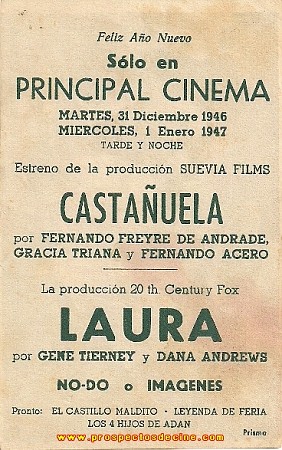 Feliz Año Nuevo
Sólo en
PRINCIPAL CINEMA
MARTES, 31 Diciembre 1946
MIERCOLES, 1 Enero 1947
TARDE Y NOCHE
Estreno de la producción SUEVIA FILMS
CASTAÑUELA
por FERNANDO FREYRE DE ANDRADE,
GRACIA TRIANA y FERNANDO ACERO
La producción 20 th. Century Fox
LAURA
por GENE TIERNEY y DANA ANDREWS
NO-DO o IMAGENES
Pronto: EL CASTILLO MALDITO - LEYENDA DE FERIA
LOS 4 HIJOS DE ADAN
Prisma
www.prospectosdecine.com